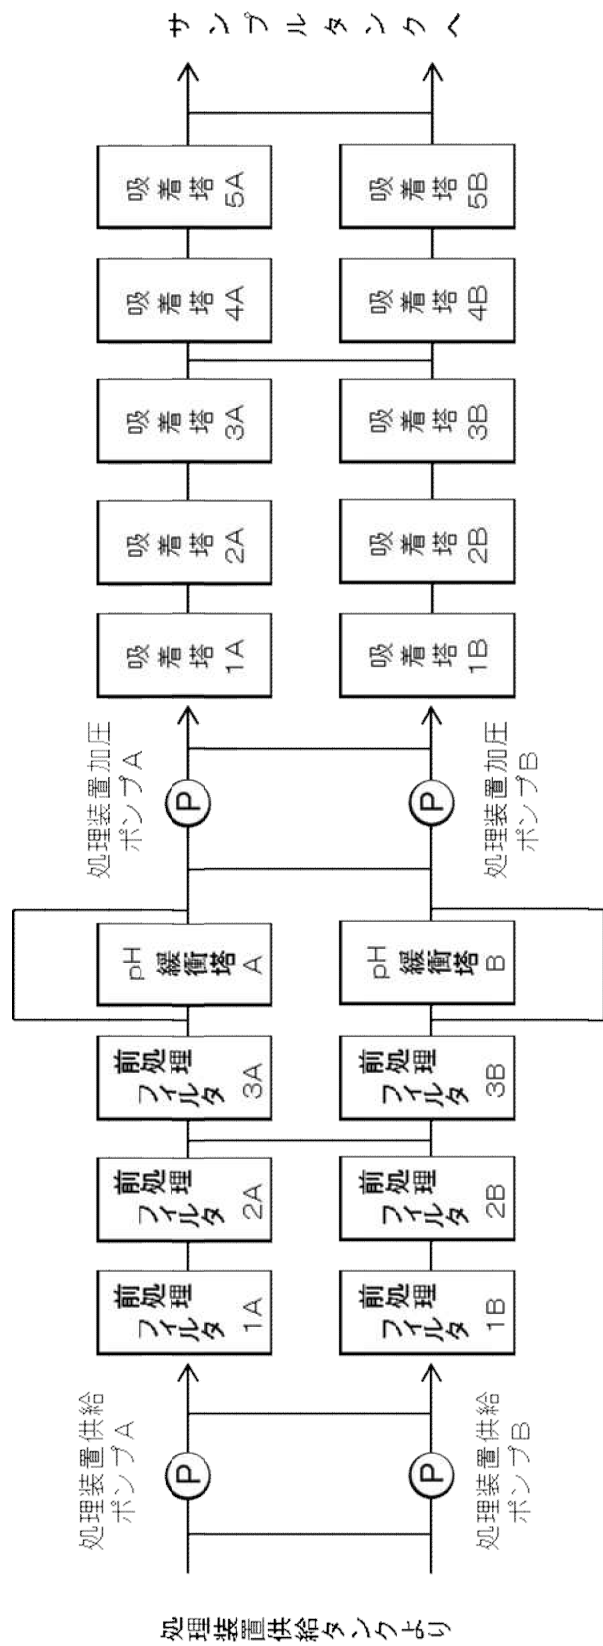 処理装置供給タンクより
処理装置供給
ポンプA
P
前処理
フィルタ
1A
前処理
フィルタ
2A
前処理
フィルタ
3A
pH
緩衝塔
A
処理装置加圧
ポンプA
P
吸着塔
1A
吸着塔
2A
吸着塔
3A
吸着塔
4A
吸着塔
5A
処理装置供給
ポンプB
P
前処理
フィルタ
1B
前処理
フィルタ
2B
前処理
フィルタ
3B
pH
緩衝塔
B
処理装置加圧
ポンプB
P
吸着塔
1B
吸着塔
2B
吸着塔
3B
吸着塔
4B
吸着塔
5B
サンプルタンクへ